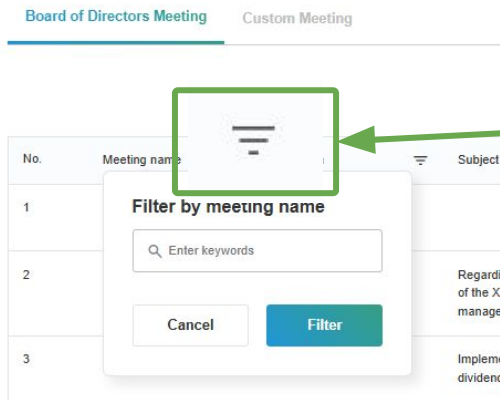 Board of Directors Meeting Custom Meeting
No. Meeting name Subject
1
Filter by meeting name
Enter keywords
2
Regardi
of the X
manage
Cancel Filter
3
Impleme
dividend